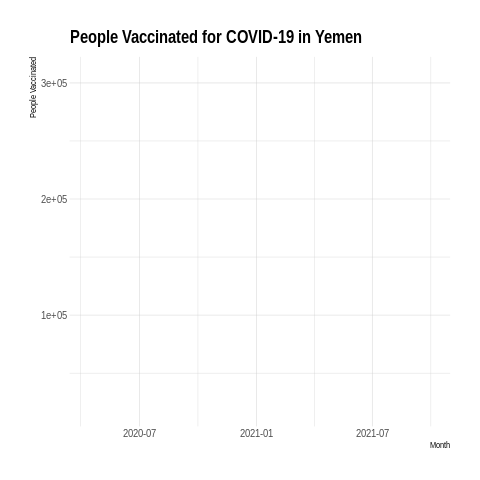 People Vaccinated for COVID-19 in Yemen
People Vaccinated
3e+05
2e+05
1e+05
2020-07 2021-01 2021-07
Month